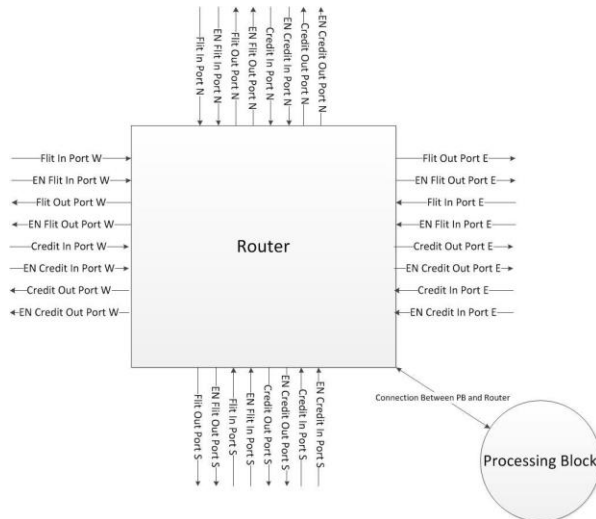 Flit In Port N
EN Flit In Port N
Flit Out Port N
EN Flit Out Port N
Credit In Port N
EN Credit In Port N
Credit Out Port N
EN Credit Out Port N
Flit In Port W
EN Flit In Port W
Flit Out Port W
EN Flit Out Port W
Credit In Port W
EN Credit In Port W
Credit Out Port W
EN Credit Out Port W
Router
Flit Out Port E
EN Flit Out Port E
Flit In Port E
EN Flit In Port E
Credit Out Port E
EN Credit Out Port E
Credit In Port E
EN Credit In Port E
Flit Out Port S
EN Flit Out Port S
Flit In Port S
EN Flit In Port S
Credit Out Port S
EN Credit Out Port S
Credit In Port S
EN Credit In Port S
Connection Between PB and Router
Processing Block